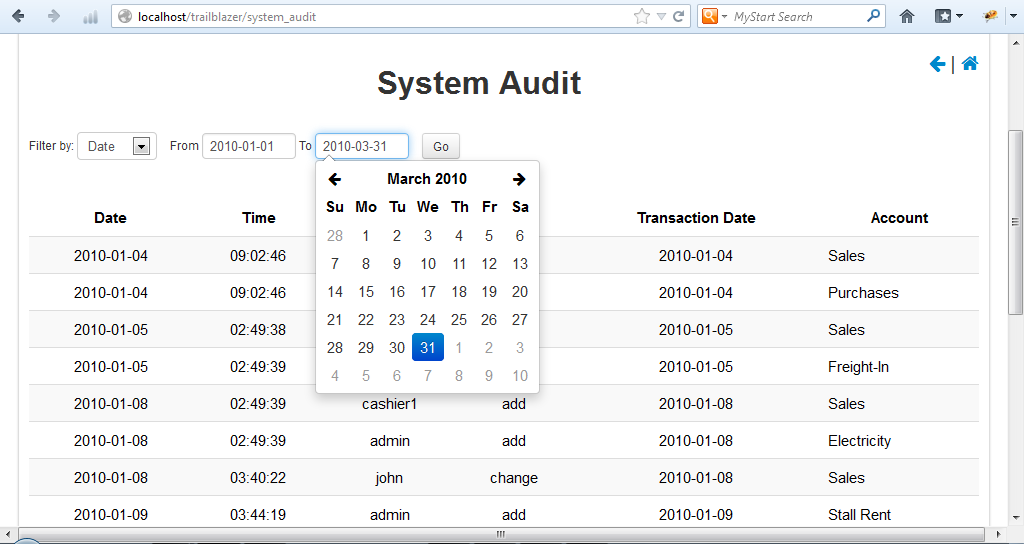 localhost/trailblazer/system_audit
MyStart Search
|
System Audit
Filter by: Date From 2010-01-01 To 2010-03-31 Go
March 2010
Su Mo Tu We Th Fr Sa
28 1 2 3 4 5 6
7 8 9 10 11 12 13
14 15 16 17 18 19 20
21 22 23 24 25 26 27
28 29 30 31 1 2 3
4 5 6 7 8 9 10
Date Time Transaction Date Account
2010-01-04 09:02:46 2010-01-04 Sales
2010-01-04 09:02:46 2010-01-04 Purchases
2010-01-05 02:49:38 2010-01-05 Sales
2010-01-05 02:49:39 2010-01-05 Freight-In
2010-01-08 02:49:39 cashier1 add 2010-01-08 Sales
2010-01-08 02:49:39 admin add 2010-01-08 Electricity
2010-01-08 03:40:22 john change 2010-01-08 Sales
2010-01-09 03:44:19 admin add 2010-01-09 Stall Rent